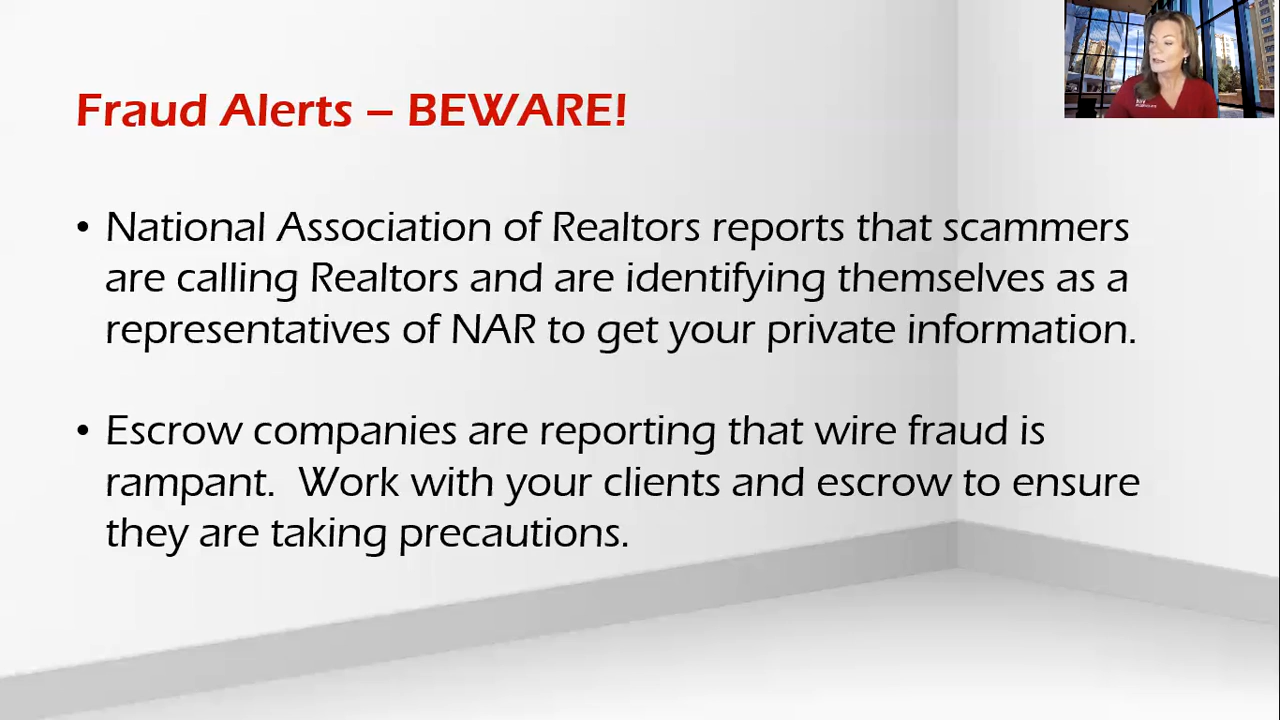 Fraud Alerts – BEWARE!
• National Association of Realtors reports that scammers
are calling Realtors and are identifying themselves as a
representatives of NAR to get your private information.
• Escrow companies are reporting that wire fraud is
rampant.  Work with your clients and escrow to ensure
they are taking precautions.